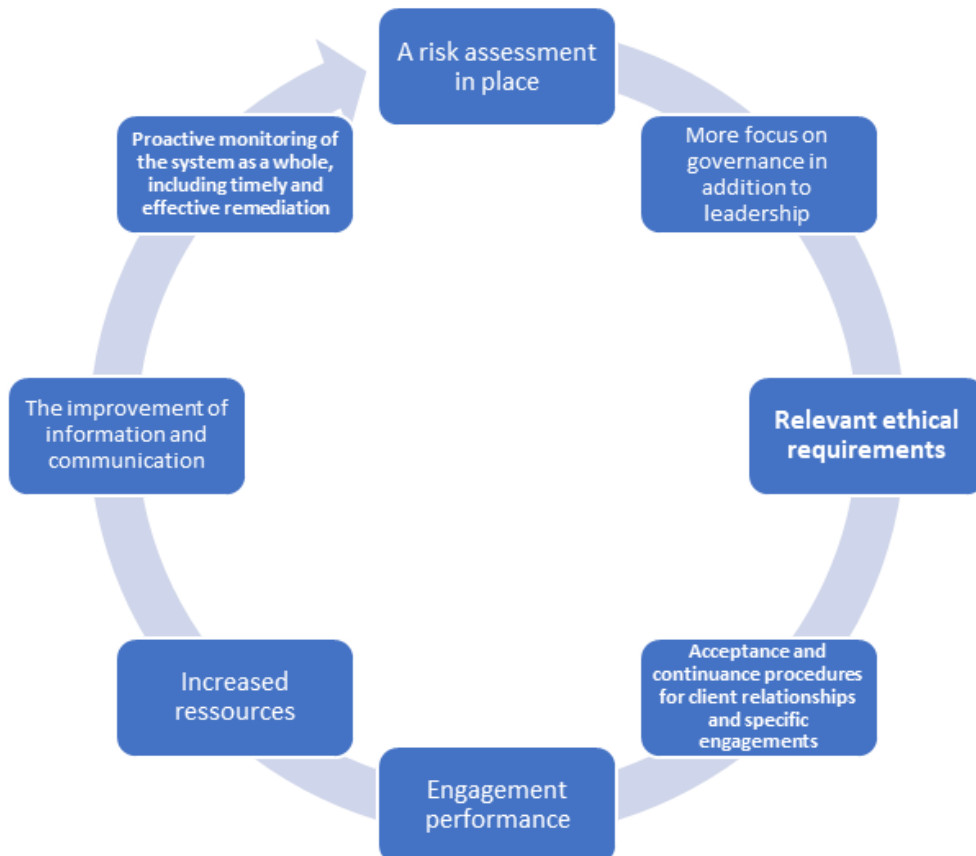 A risk assessment
in place
More focus on
governance in
addition to
leadership
Relevant ethical
requirements
Acceptance and
continuance procedures
for client relationships
and specific
engagements
Engagement
performance
Increased
ressources
The improvement of
information and
communication
Proactive monitoring of
the system as a whole,
including timely and
effective remediation